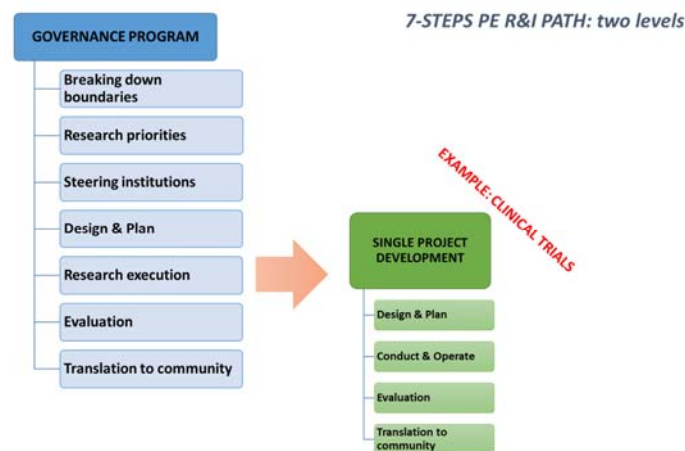 7-STEPS PE R&I PATH: two levels
GOVERNANCE PROGRAM
Breaking down
boundaries
Research priorities
Steering institutions
Design & Plan
Research execution
Evaluation
Translation to community
EXAMPLE: CLINICAL TRIALS
SINGLE PROJECT
DEVELOPMENT
Design & Plan
Conduct & Operate
Evaluation
Translation to
community